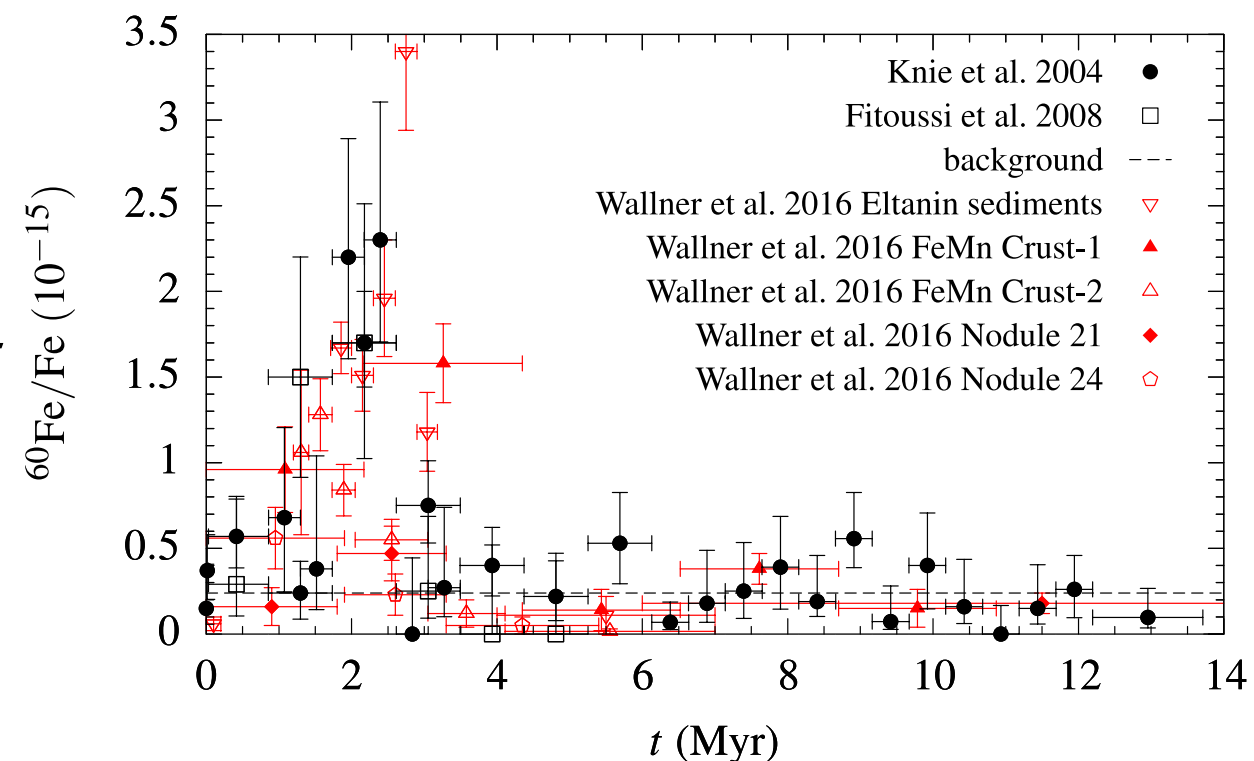 3.5
3
2.5
2
1.5
1
0.5
0
⁶⁰Fe/Fe (10⁻¹⁵)
Knie et al. 2004
Fitoussi et al. 2008
background
Wallner et al. 2016 Eltanin sediments
Wallner et al. 2016 FeMn Crust-1
Wallner et al. 2016 FeMn Crust-2
Wallner et al. 2016 Nodule 21
Wallner et al. 2016 Nodule 24
0 2 4 6 8 10 12 14
t (Myr)